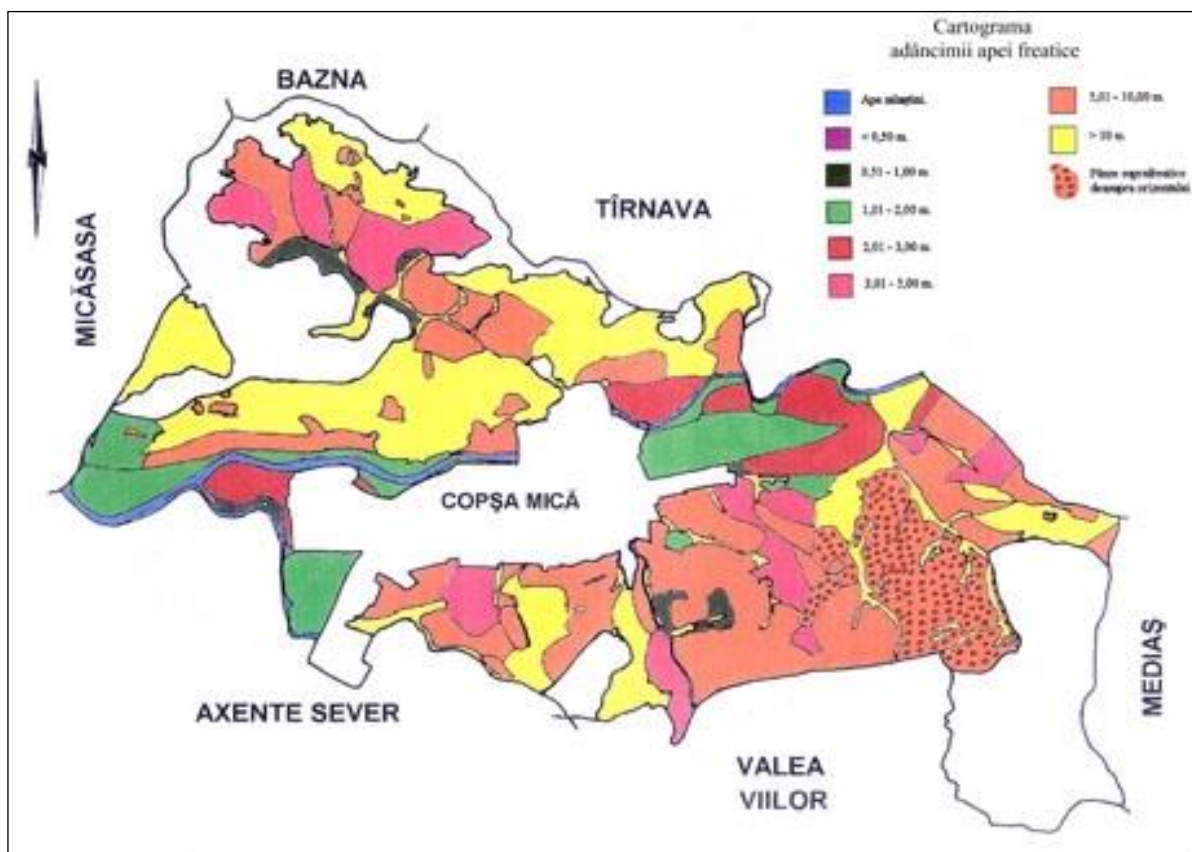 Cartograma
adâncimii apei freatice
BAZNA
TÎRNAVA
MICĂSASA
Ape
< 0,50 m.
0,51 - 1,00 m
1,01 - 2,00 m.
2,01 - 3,00 m.
3,01 - 5,00 m.
5,01 - 10,00 m.
> 10 m.
COPŞA MICĂ
AXENTE SEVER
VALEA
VIILOR
MEDIAŞ